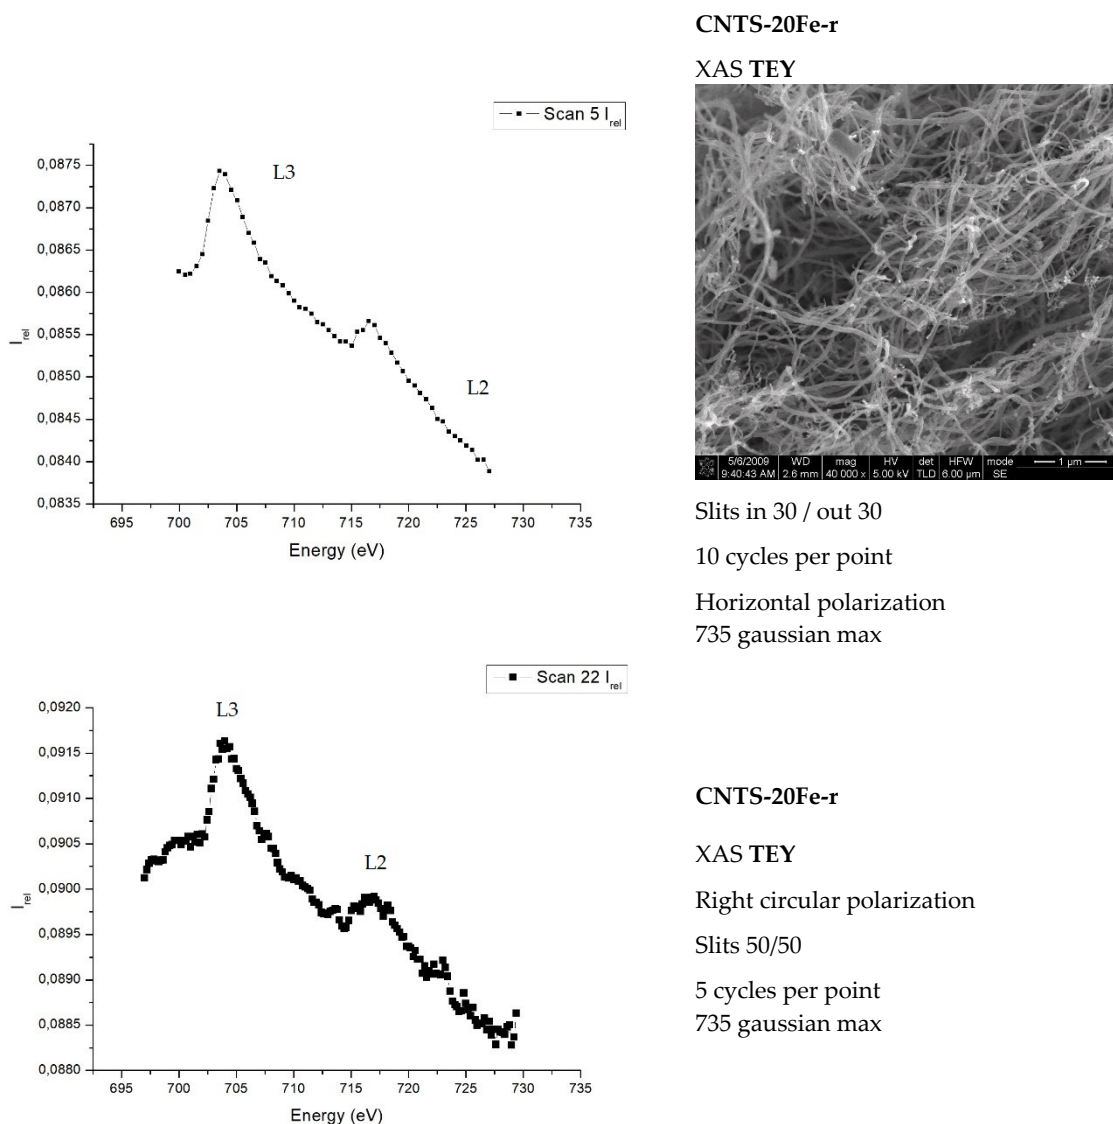 CNTS-20Fe-r
XAS TEY
Scan 5 I_rel
0,0875
0,0870
0,0865
0,0860
0,0855
0,0850
0,0845
0,0840
0,0835
I_rel
L3
L2
695 700 705 710 715 720 725 730 735
Energy (eV)
5/6/2009 WD mag HV det HFW mode 1 µm
9:40:43 AM 2.6 mm 40 000 x 5.00 kV TLD 6.00 µm SE
Slits in 30 / out 30
10 cycles per point
Horizontal polarization
735 gaussian max
Scan 22 I_rel
0,0920
0,0915
0,0910
0,0905
0,0900
0,0895
0,0890
0,0885
0,0880
I_rel
L3
L2
695 700 705 710 715 720 725 730 735
Energy (eV)
CNTS-20Fe-r
XAS TEY
Right circular polarization
Slits 50/50
5 cycles per point
735 gaussian max